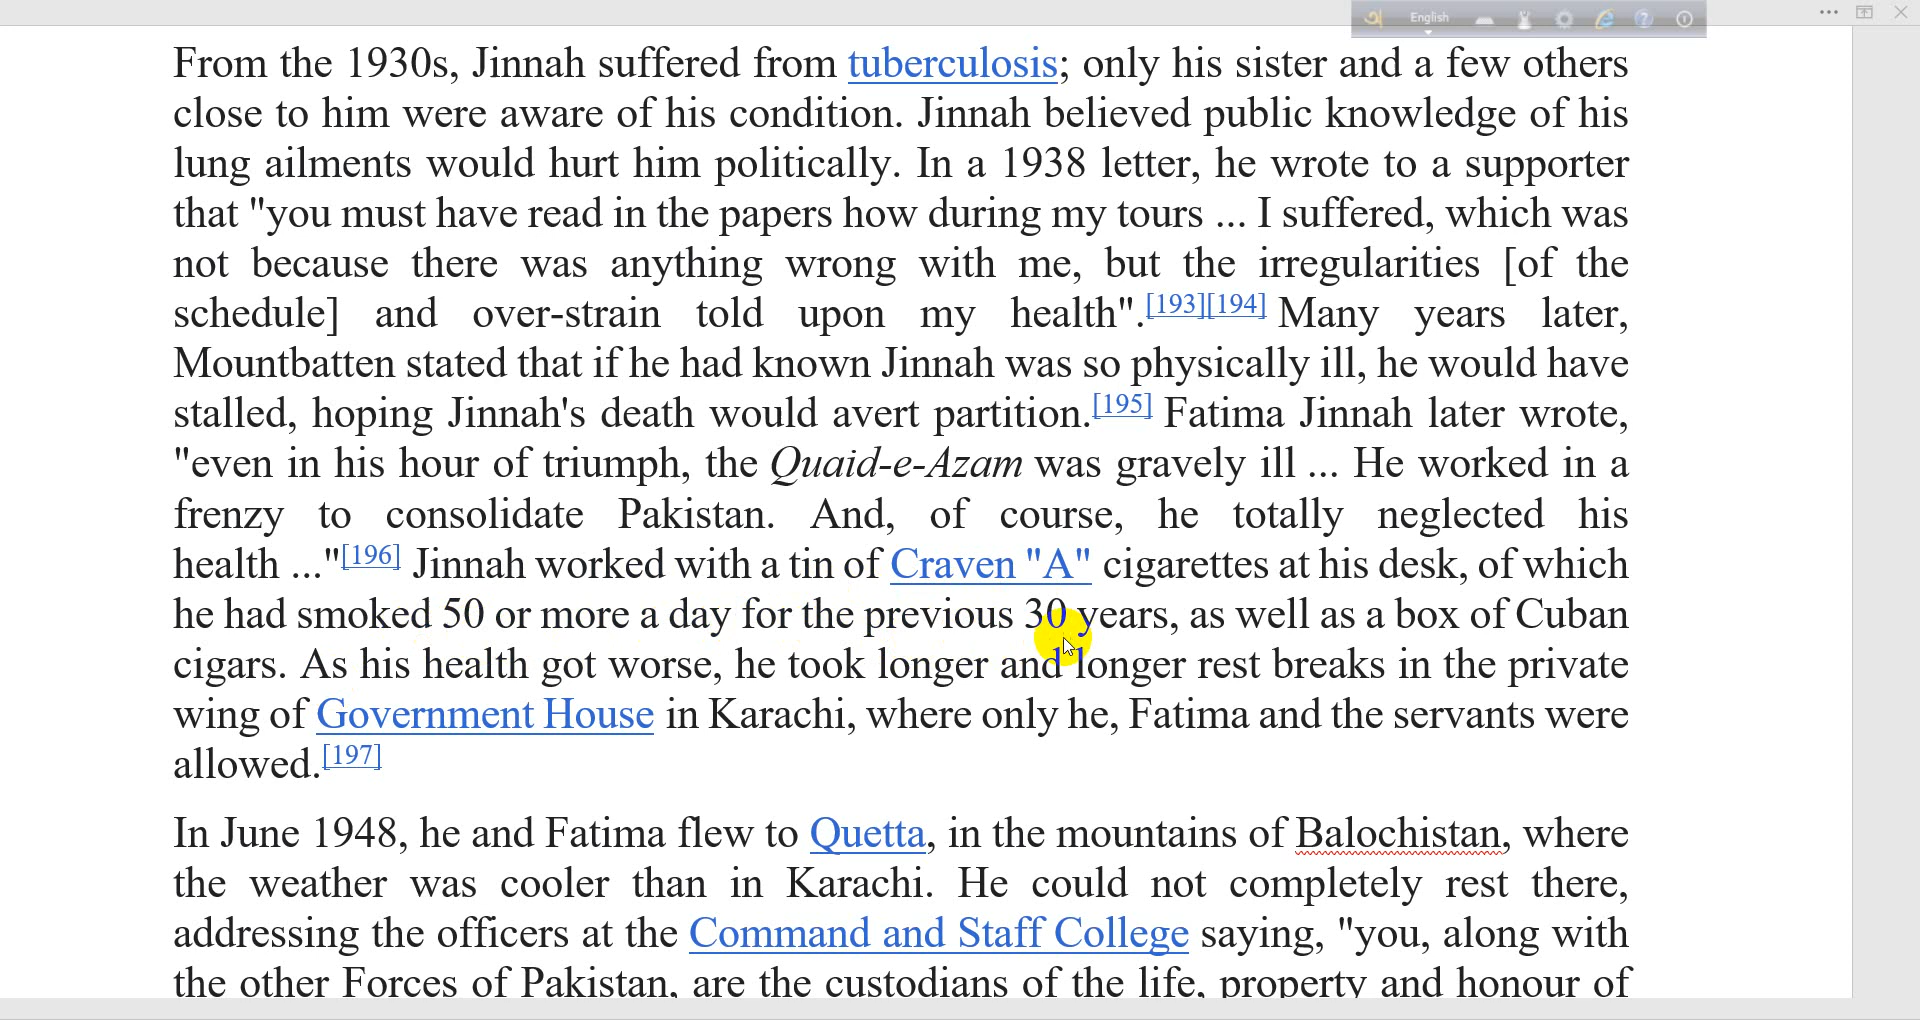 English
From the 1930s, Jinnah suffered from tuberculosis; only his sister and a few others
close to him were aware of his condition. Jinnah believed public knowledge of his
lung ailments would hurt him politically. In a 1938 letter, he wrote to a supporter
that "you must have read in the papers how during my tours ... I suffered, which was
not because there was anything wrong with me, but the irregularities [of the
schedule] and over-strain told upon my health".[193][194] Many years later,
Mountbatten stated that if he had known Jinnah was so physically ill, he would have
stalled, hoping Jinnah's death would avert partition.[195] Fatima Jinnah later wrote,
"even in his hour of triumph, the Quaid-e-Azam was gravely ill ... He worked in a
frenzy to consolidate Pakistan. And, of course, he totally neglected his
health ..."[196] Jinnah worked with a tin of Craven "A" cigarettes at his desk, of which
he had smoked 50 or more a day for the previous 30 years, as well as a box of Cuban
cigars. As his health got worse, he took longer and longer rest breaks in the private
wing of Government House in Karachi, where only he, Fatima and the servants were
allowed.[197]
In June 1948, he and Fatima flew to Quetta, in the mountains of Balochistan, where
the weather was cooler than in Karachi. He could not completely rest there,
addressing the officers at the Command and Staff College saying, "you, along with
the other Forces of Pakistan, are the custodians of the life, property and honour of